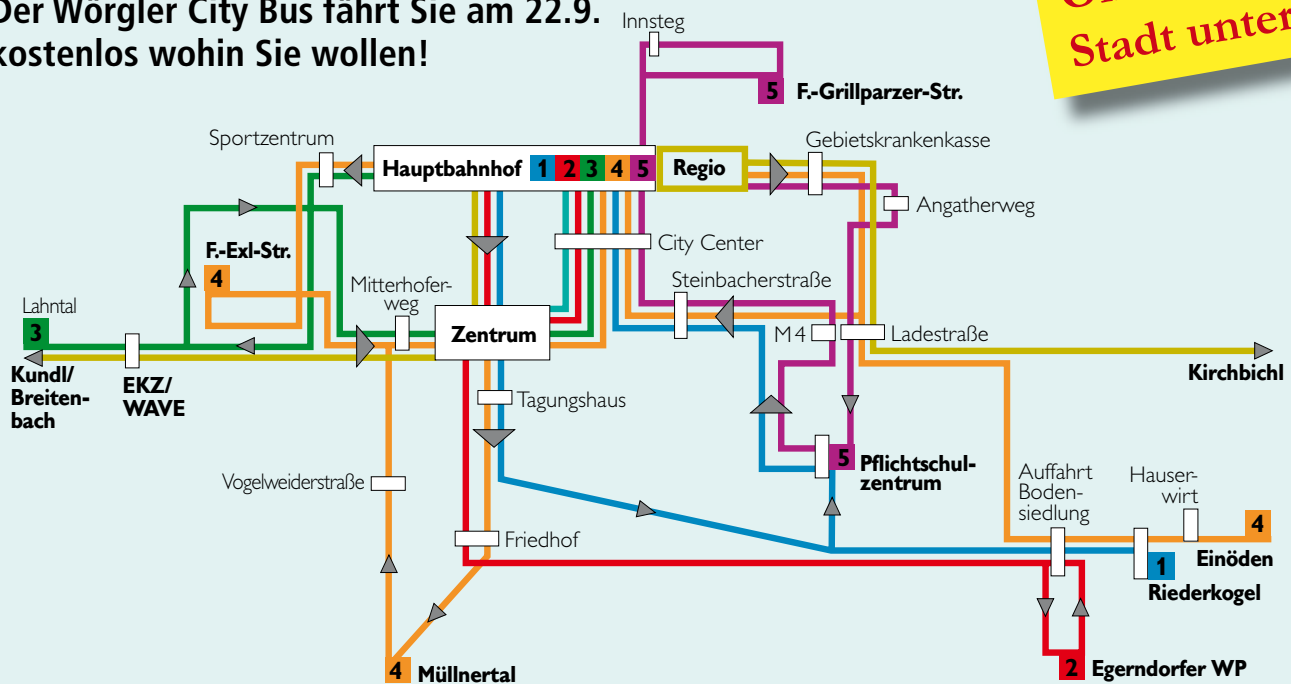 Der Wörgler City Bus fährt Sie am 22.9.
kostenlos wohin Sie wollen!
Stadt unter
Innsteg
5 F.-Grillparzer-Str.
Sportzentrum
Gebietskrankenkasse
Hauptbahnhof 1 2 3 4 5 Regio
Angatherweg
City Center
F.-Exl-Str.
4
Mitterhofer-
weg
Steinbacherstraße
Lahntal
3
Zentrum
M4
Ladestraße
Kundl/
Breiten-
bach
EKZ/
WAVE
Kirchbichl
Tagungshaus
5 Pflichtschul-
zentrum
Vogelweiderstraße
Auffahrt
Boden-
siedlung
Hauser-
wirt
Friedhof
4
Einöden
1
Riederkogel
4 Müllnertal
2 Egerndorfer WP